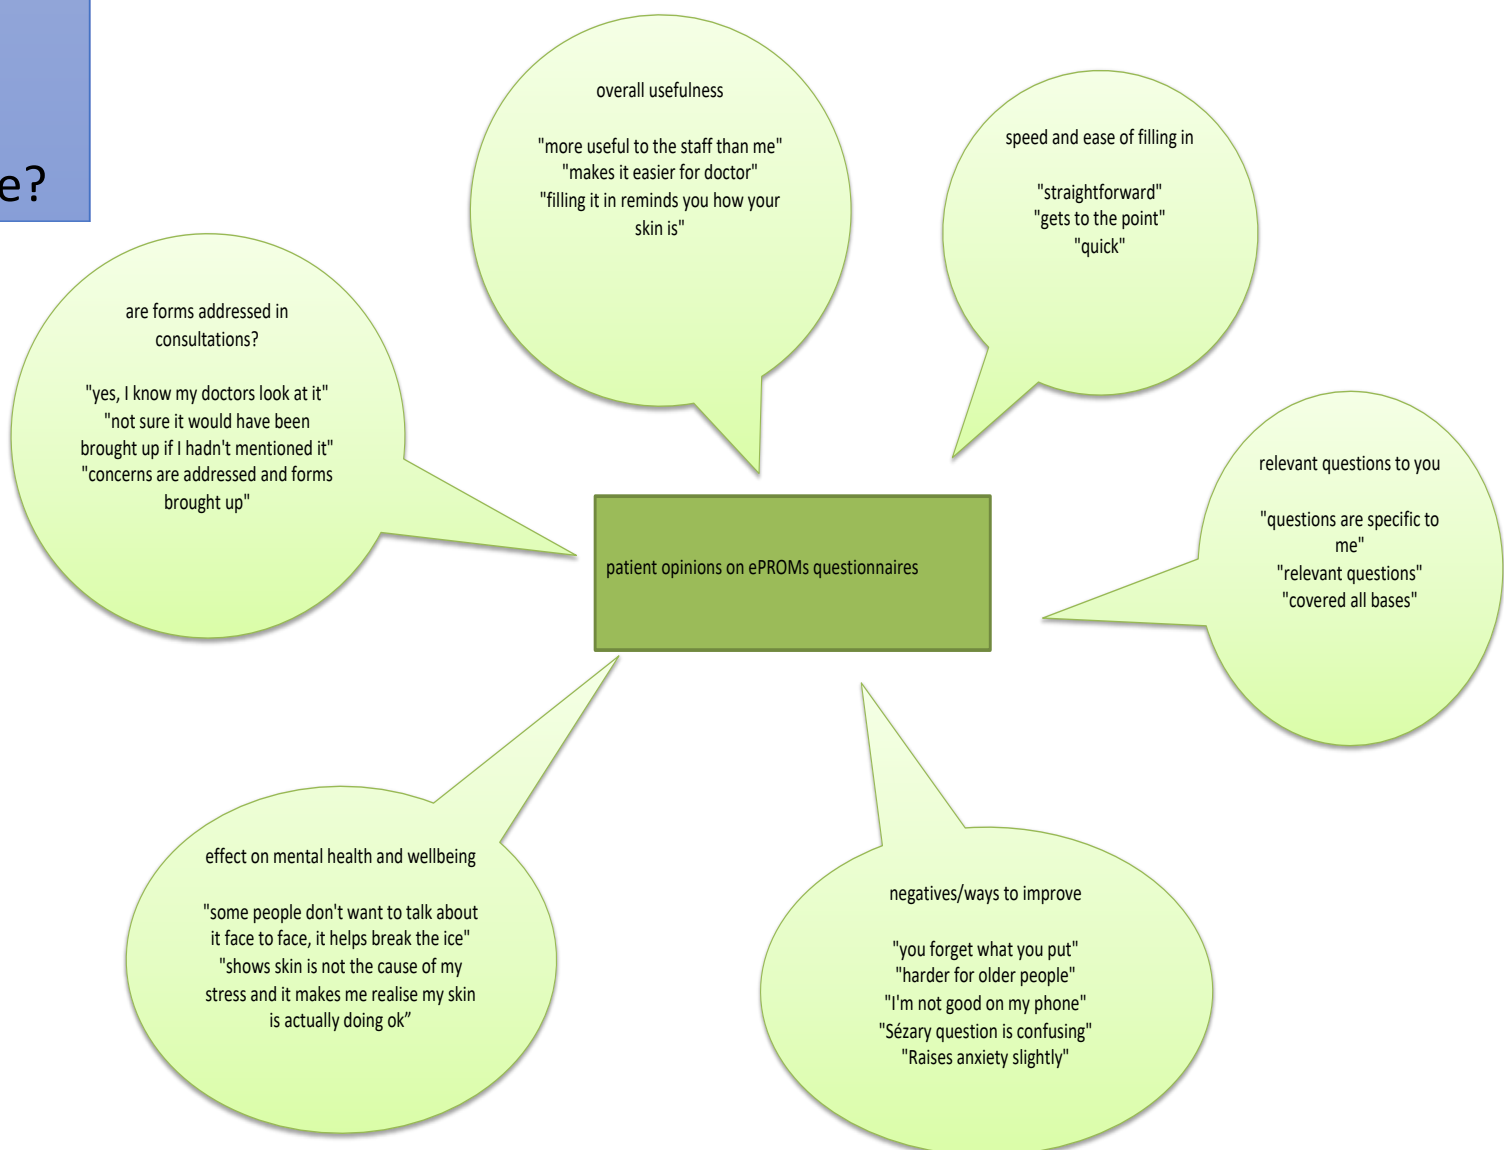 e?
overall usefulness
"more useful to the staff than me"
"makes it easier for doctor"
"filling it in reminds you how your
skin is"
speed and ease of filling in
"straightforward"
"gets to the point"
"quick"
are forms addressed in
consultations?
"yes, I know my doctors look at it"
"not sure it would have been
brought up if I hadn't mentioned it"
"concerns are addressed and forms
brought up"
relevant questions to you
"questions are specific to
me"
"relevant questions"
"covered all bases"
patient opinions on ePROMs questionnaires
effect on mental health and wellbeing
"some people don't want to talk about
it face to face, it helps break the ice"
"shows skin is not the cause of my
stress and it makes me realise my skin
is actually doing ok”
negatives/ways to improve
"you forget what you put"
"harder for older people"
"I'm not good on my phone"
"Sézary question is confusing"
"Raises anxiety slightly"